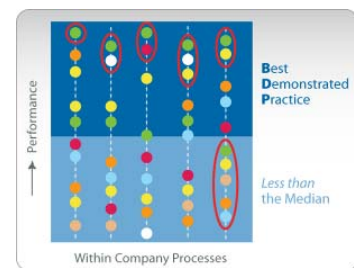 Performance
Best
Demonstrated
Practice
Less than
the Median
Within Company Processes